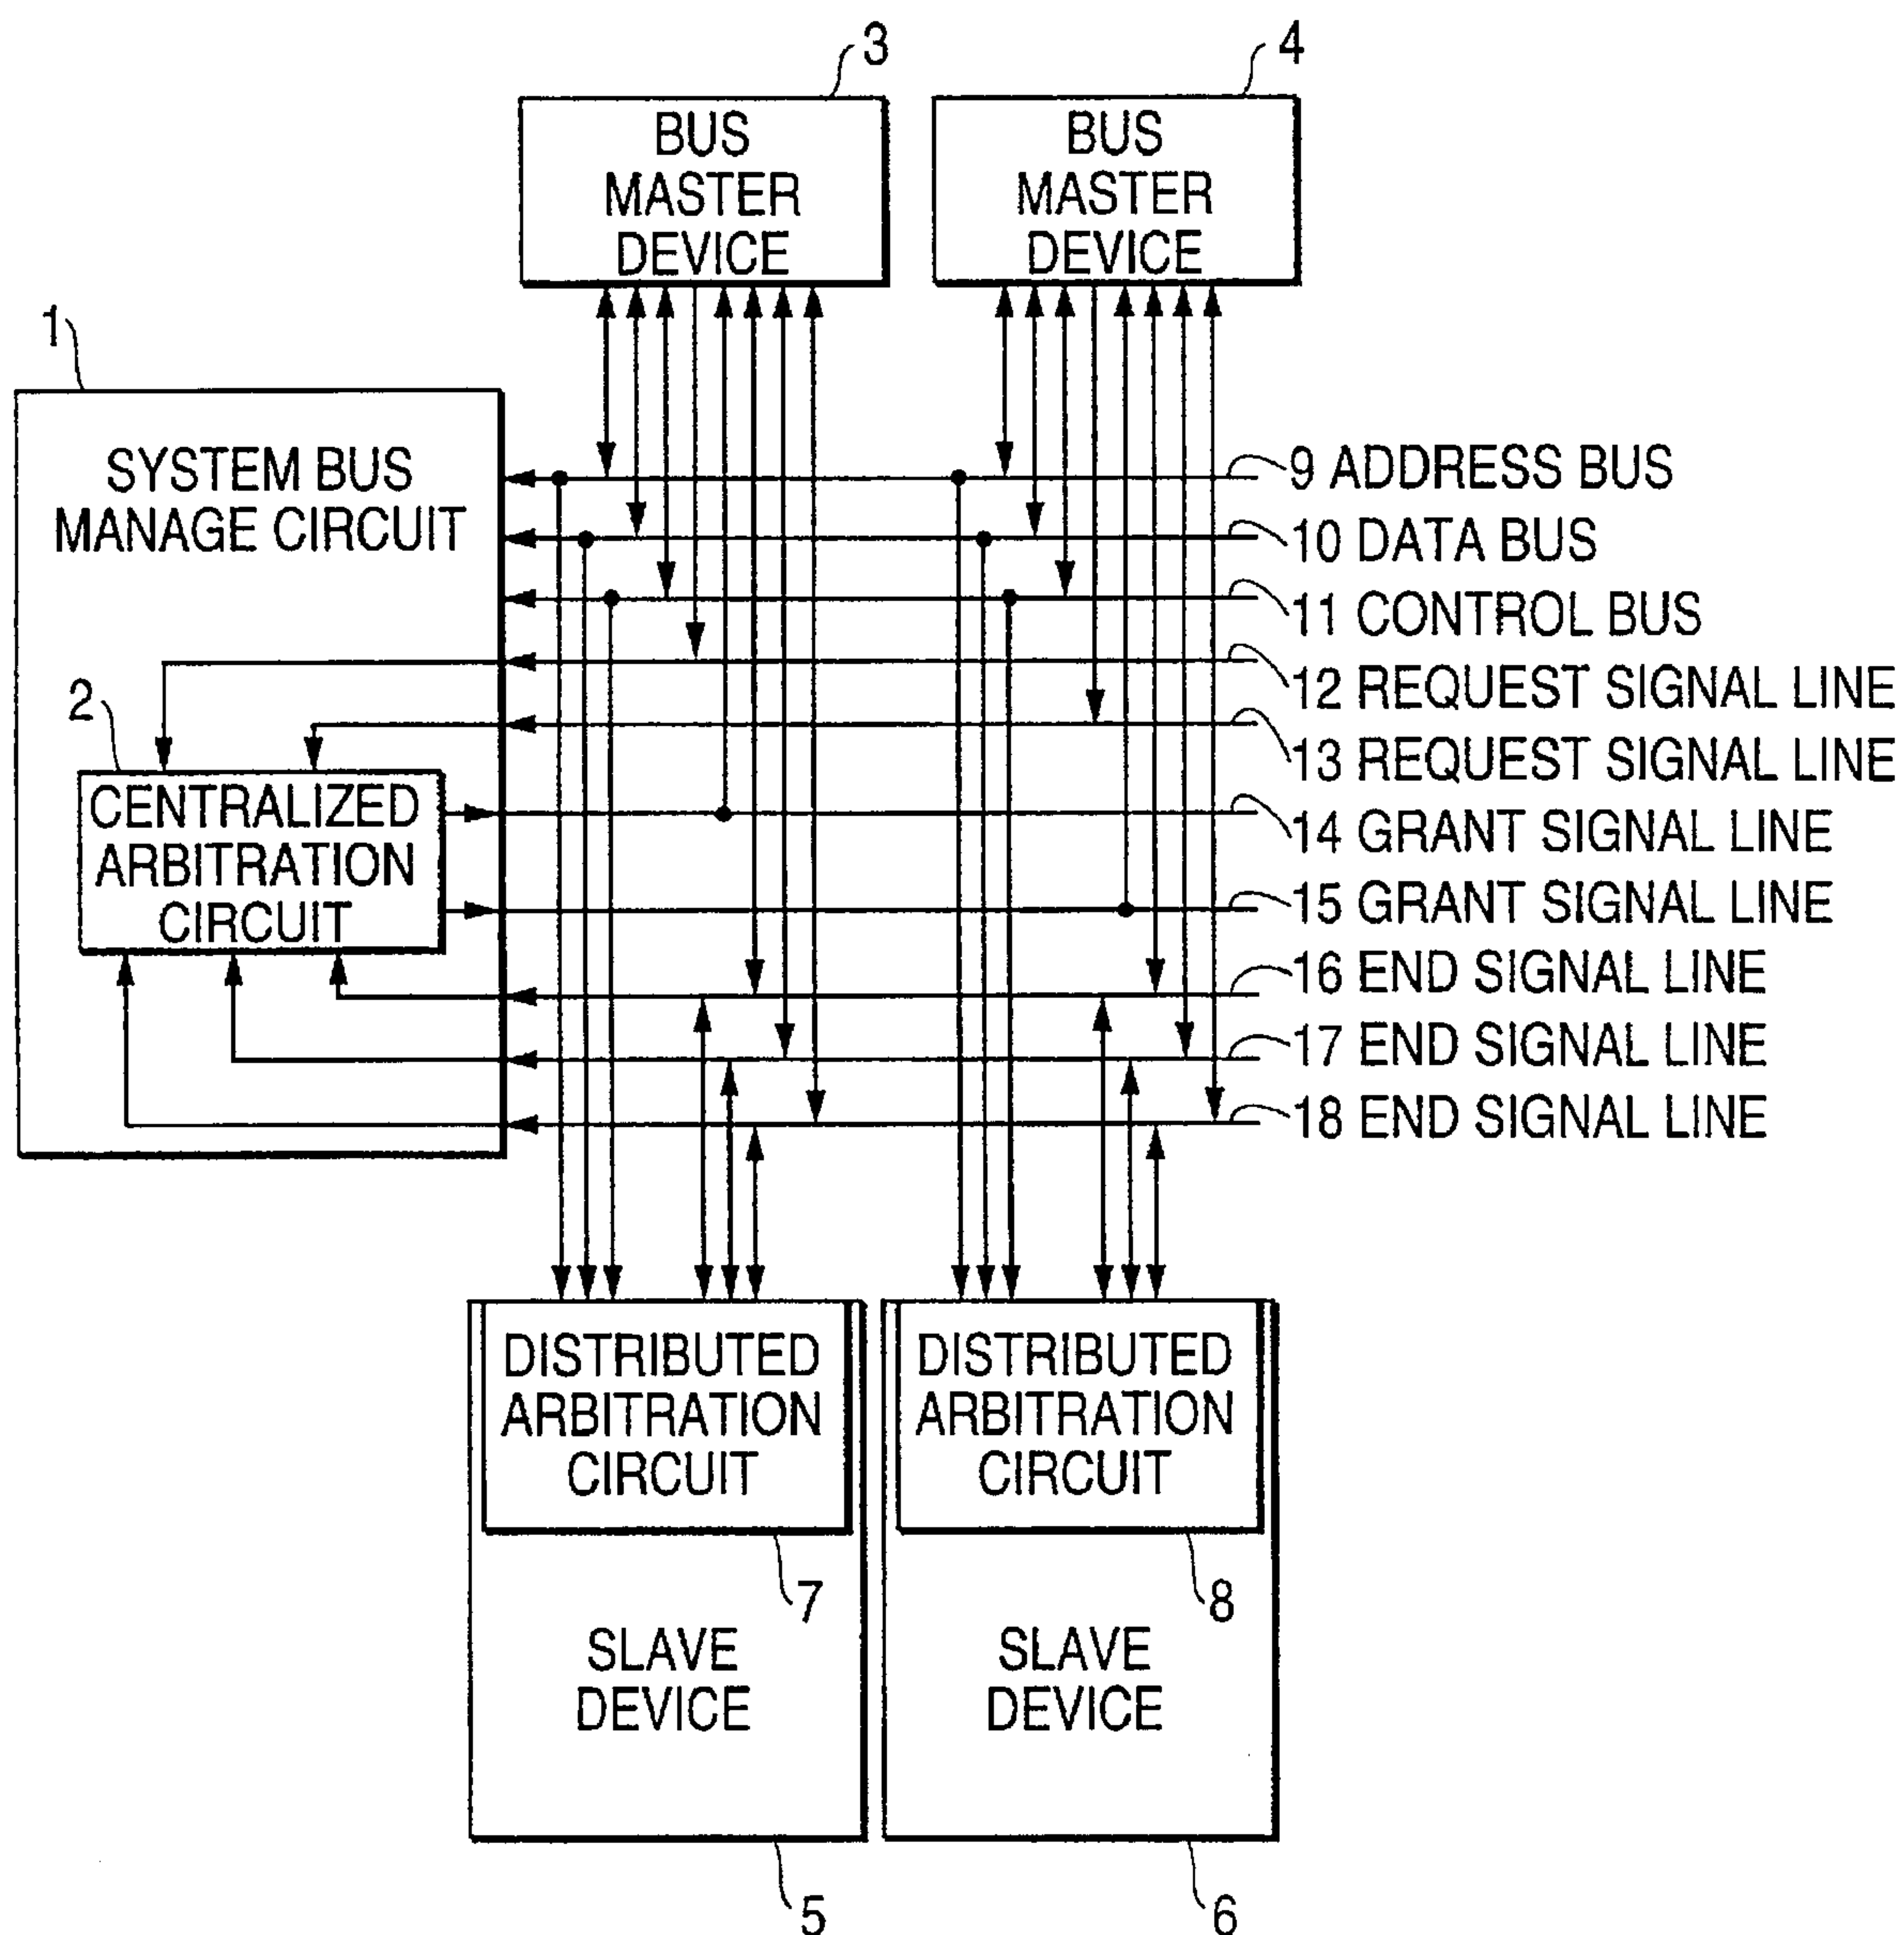 3
4
BUS
MASTER
DEVICE
BUS
MASTER
DEVICE
1
SYSTEM BUS
MANAGE CIRCUIT
9 ADDRESS BUS
10 DATA BUS
11 CONTROL BUS
12 REQUEST SIGNAL LINE
13 REQUEST SIGNAL LINE
2
CENTRALIZED
ARBITRATION
CIRCUIT
14 GRANT SIGNAL LINE
15 GRANT SIGNAL LINE
16 END SIGNAL LINE
17 END SIGNAL LINE
18 END SIGNAL LINE
DISTRIBUTED
ARBITRATION
CIRCUIT
7
SLAVE
DEVICE
5
DISTRIBUTED
ARBITRATION
CIRCUIT
8
SLAVE
DEVICE
6